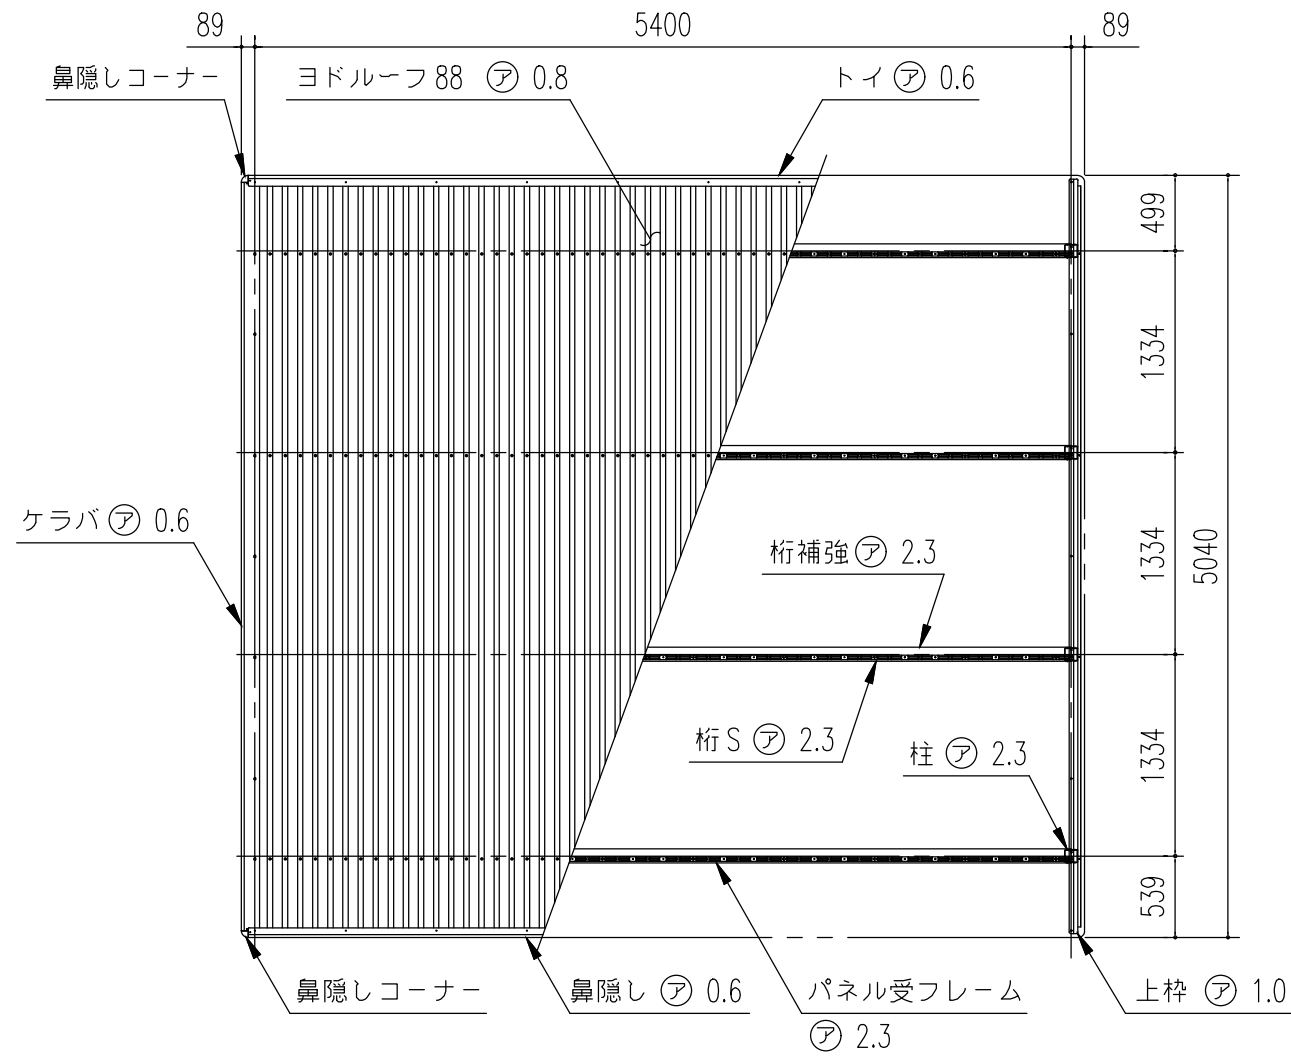 89 5400 89
鼻隠しコーナー
ヨドルーフ88 ㋐ 0.8
トイ ㋐ 0.6
499
1334
1334
1334
539
5040
ケラバ ㋐ 0.6
桁補強 ㋐ 2.3
桁S ㋐ 2.3
柱 ㋐ 2.3
鼻隠しコーナー
鼻隠し ㋐ 0.6
パネル受フレーム
㋐ 2.3
上枠 ㋐ 1.0